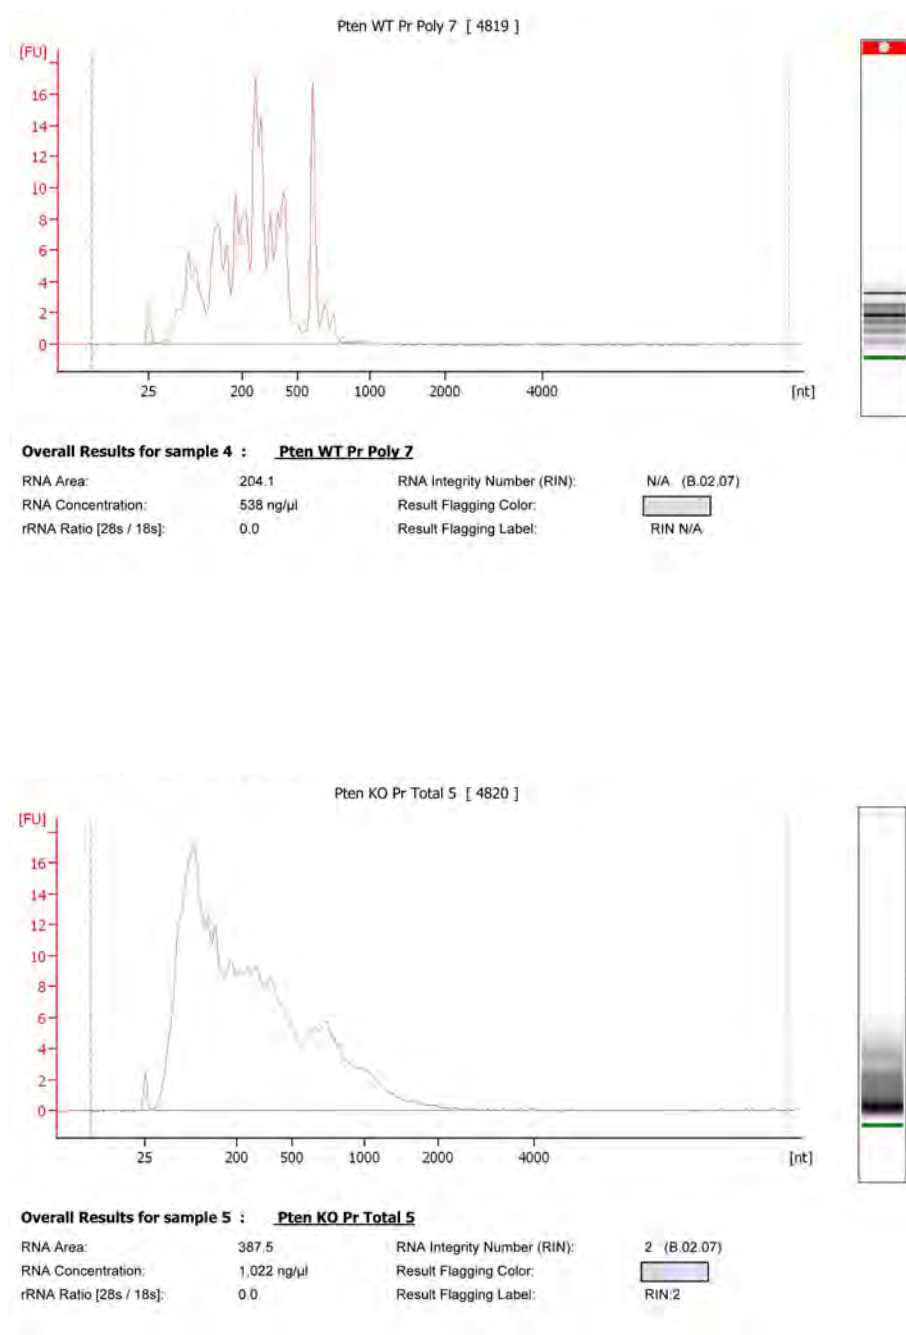 Pten WT Pr Poly 7 [ 4819 ]
[FU]
16
14
12
10
8
6
4
2
0
25 200 500 1000 2000 4000 [nt]
Overall Results for sample 4 : Pten WT Pr Poly 7
RNA Area: 204.1 RNA Integrity Number (RIN): N/A (B.02.07)
RNA Concentration: 538 ng/µl Result Flagging Color:
rRNA Ratio [28s / 18s]: 0.0 Result Flagging Label: RIN N/A
Pten KO Pr Total 5 [ 4820 ]
[FU]
16
14
12
10
8
6
4
2
0
25 200 500 1000 2000 4000 [nt]
Overall Results for sample 5 : Pten KO Pr Total 5
RNA Area: 387.5 RNA Integrity Number (RIN): 2 (B.02.07)
RNA Concentration: 1,022 ng/µl Result Flagging Color:
rRNA Ratio [28s / 18s]: 0.0 Result Flagging Label: RIN:2